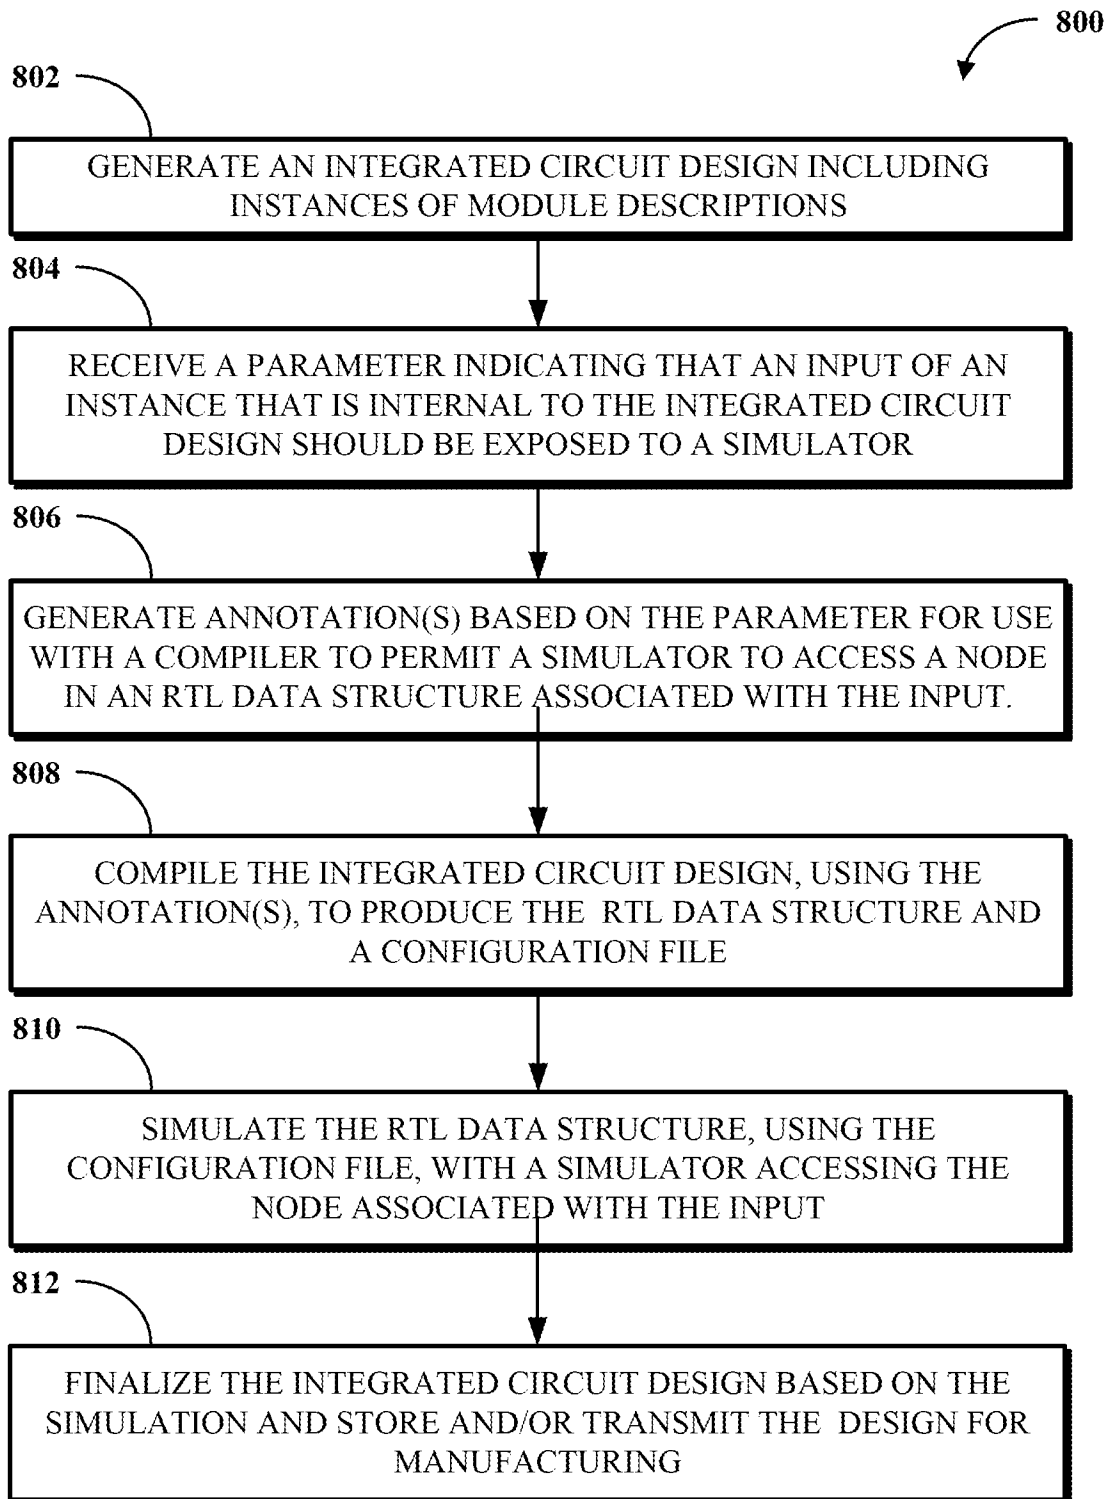 800
802
GENERATE AN INTEGRATED CIRCUIT DESIGN INCLUDING
INSTANCES OF MODULE DESCRIPTIONS
804
RECEIVE A PARAMETER INDICATING THAT AN INPUT OF AN
INSTANCE THAT IS INTERNAL TO THE INTEGRATED CIRCUIT
DESIGN SHOULD BE EXPOSED TO A SIMULATOR
806
GENERATE ANNOTATION(S) BASED ON THE PARAMETER FOR USE
WITH A COMPILER TO PERMIT A SIMULATOR TO ACCESS A NODE
IN AN RTL DATA STRUCTURE ASSOCIATED WITH THE INPUT.
808
COMPILE THE INTEGRATED CIRCUIT DESIGN, USING THE
ANNOTATION(S), TO PRODUCE THE RTL DATA STRUCTURE AND
A CONFIGURATION FILE
810
SIMULATE THE RTL DATA STRUCTURE, USING THE
CONFIGURATION FILE, WITH A SIMULATOR ACCESSING THE
NODE ASSOCIATED WITH THE INPUT
812
FINALIZE THE INTEGRATED CIRCUIT DESIGN BASED ON THE
SIMULATION AND STORE AND/OR TRANSMIT THE DESIGN FOR
MANUFACTURING